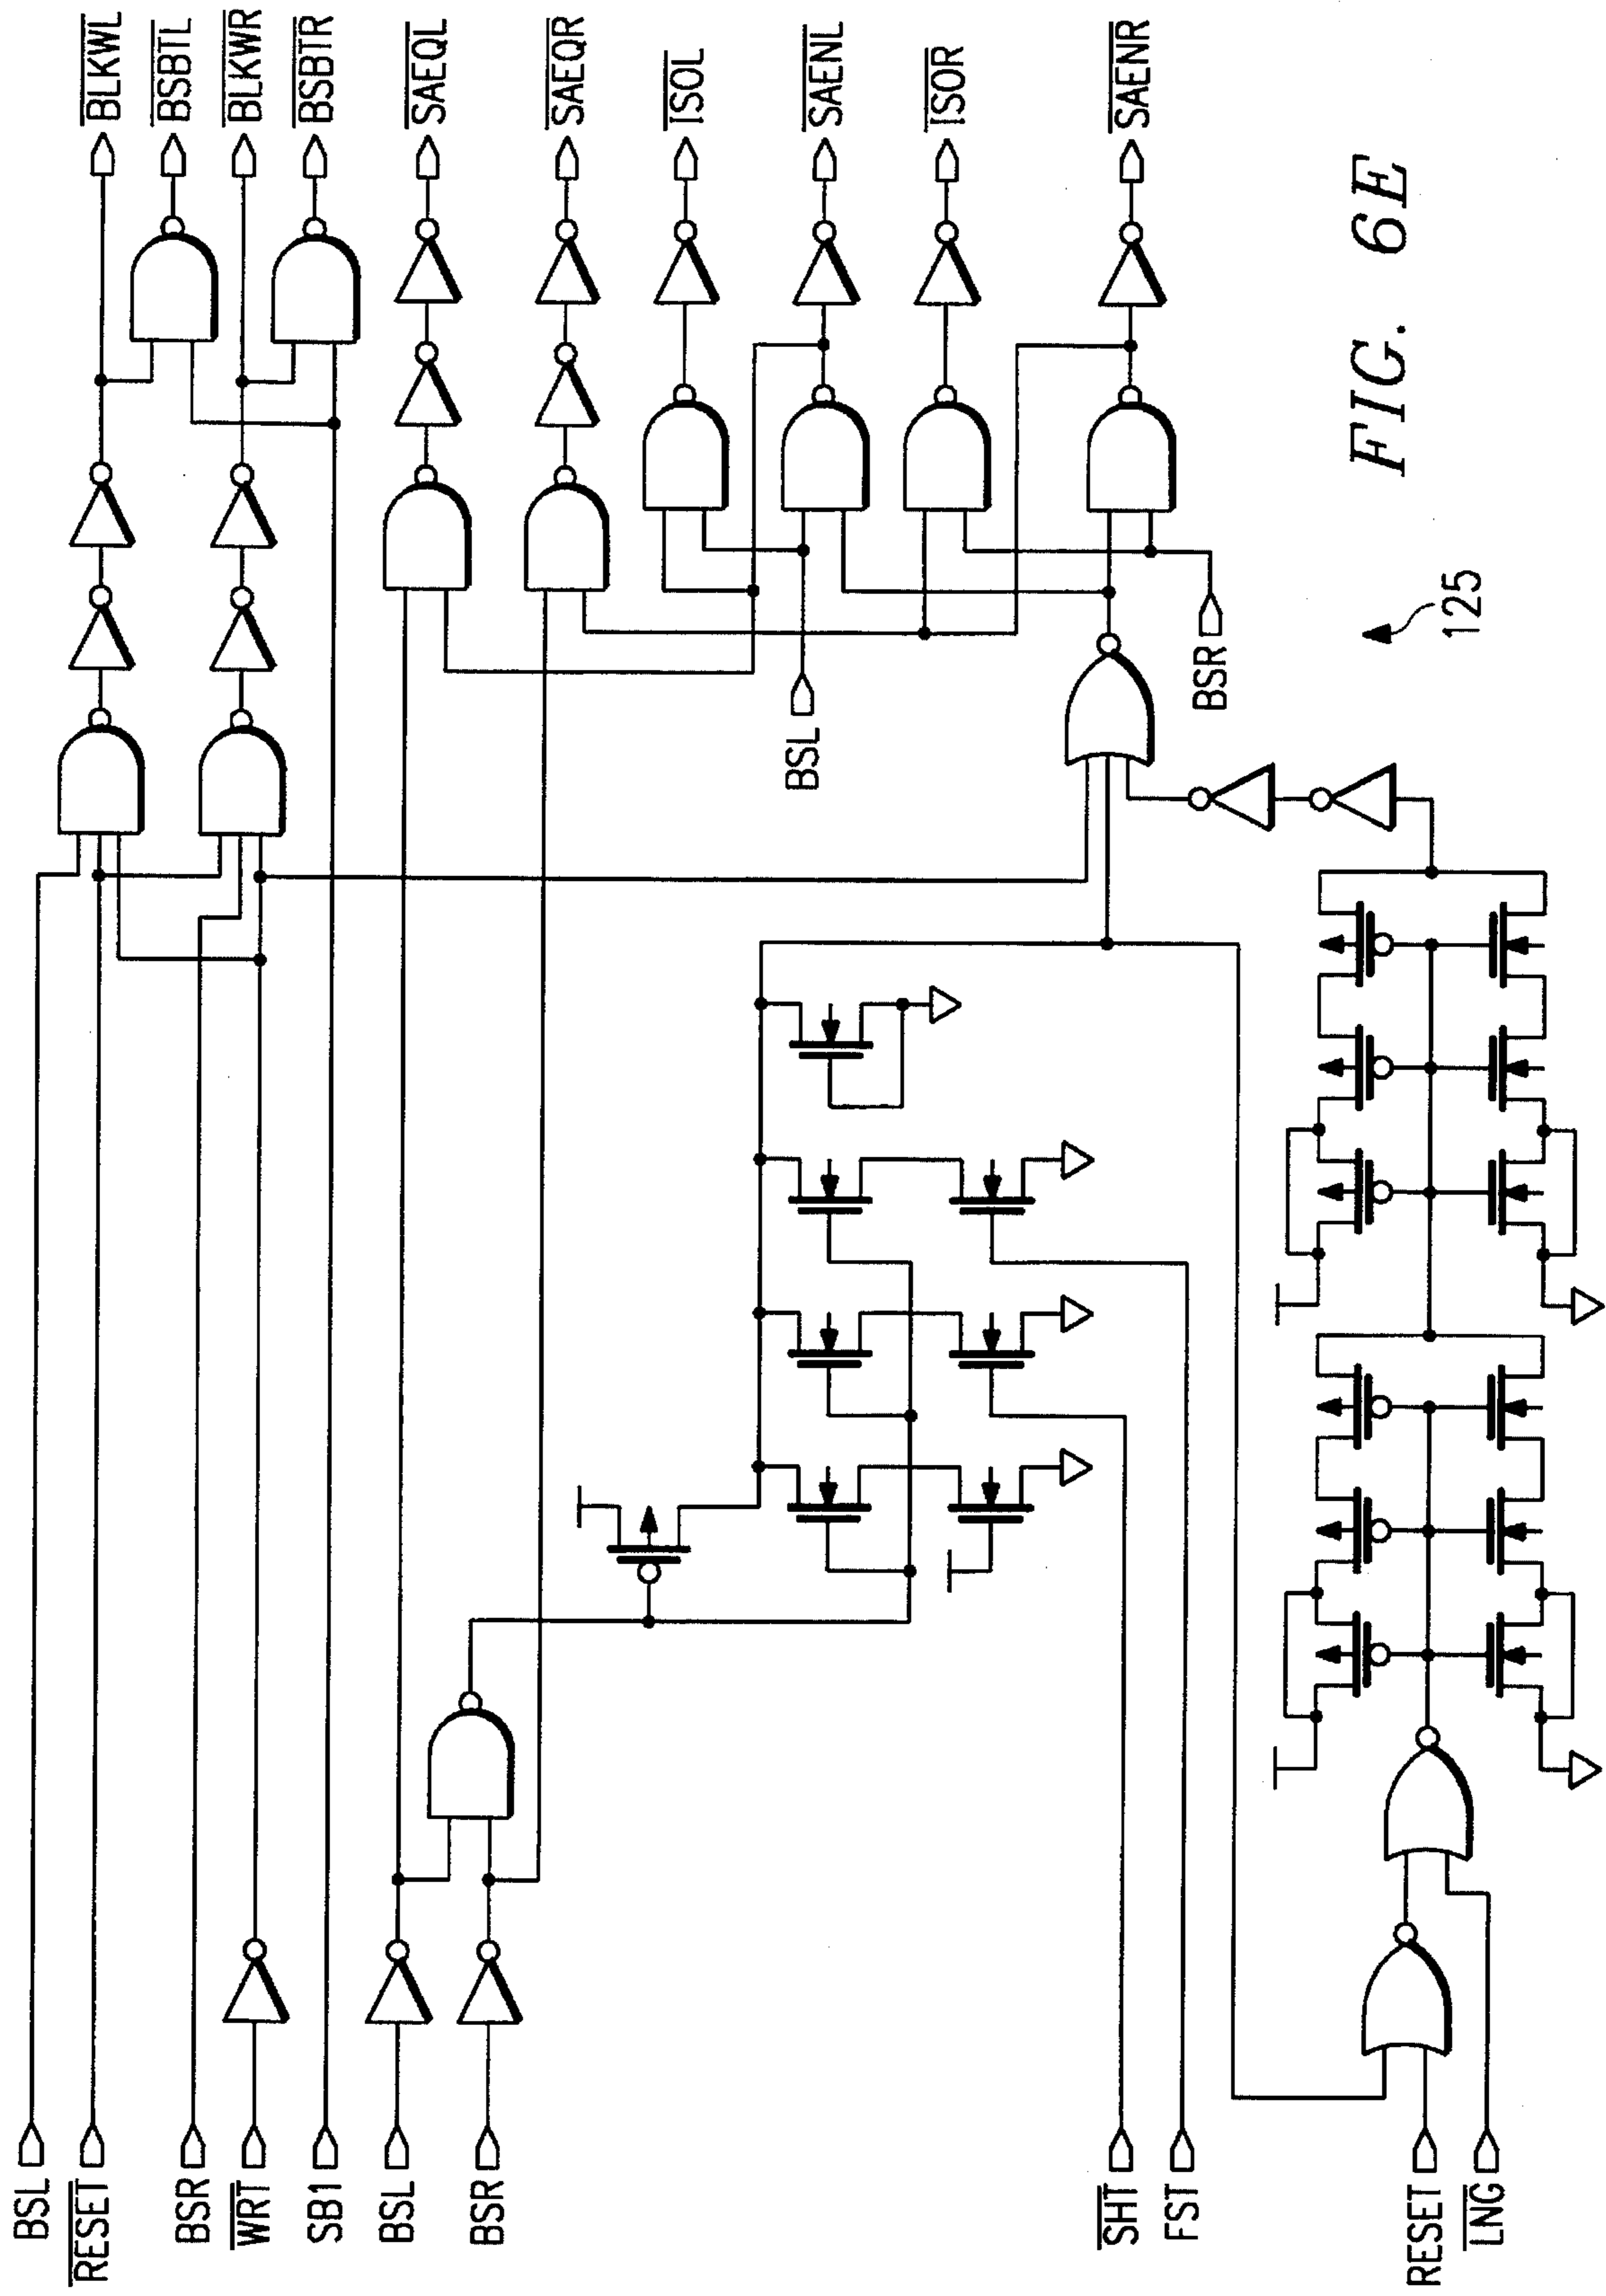 BSL
RESET
BSR
WRT
SB1
BSL
BSR
SHT
FST
RESET
LNG
BSL
BSR
BLKWL
BSBTL
BLKWR
BSBTR
SAEQL
SAEQR
ISOL
SAENL
ISOR
SAENR
125
FIG. 6E